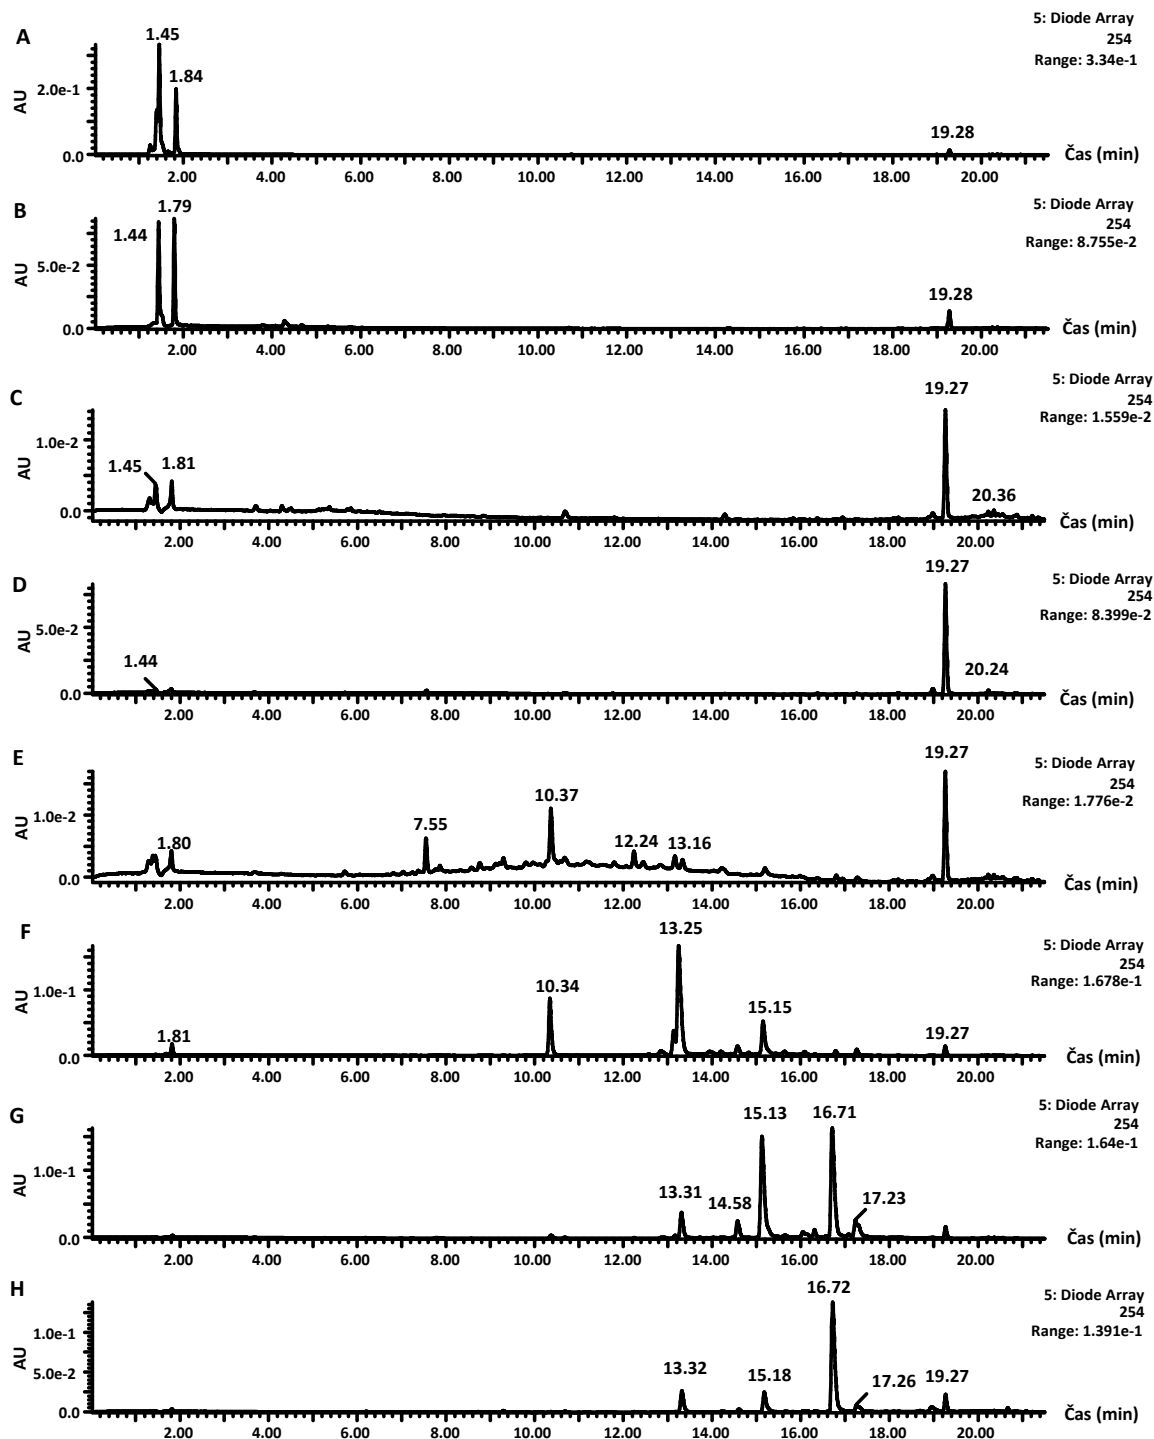 A
1.45
1.84
19.28
5: Diode Array
254
Range: 3.34e-1
AU
2.0e-1
0.0
Čas (min)
2.00 4.00 6.00 8.00 10.00 12.00 14.00 16.00 18.00 20.00
B
1.79
1.44
19.28
5: Diode Array
254
Range: 8.755e-2
AU
5.0e-2
0.0
Čas (min)
2.00 4.00 6.00 8.00 10.00 12.00 14.00 16.00 18.00 20.00
C
19.27
1.45
1.81
20.36
5: Diode Array
254
Range: 1.559e-2
AU
1.0e-2
0.0
Čas (min)
2.00 4.00 6.00 8.00 10.00 12.00 14.00 16.00 18.00 20.00
D
19.27
1.44
20.24
5: Diode Array
254
Range: 8.399e-2
AU
5.0e-2
0.0
Čas (min)
2.00 4.00 6.00 8.00 10.00 12.00 14.00 16.00 18.00 20.00
E
19.27
10.37
7.55
12.24
13.16
1.80
5: Diode Array
254
Range: 1.776e-2
AU
1.0e-2
0.0
Čas (min)
2.00 4.00 6.00 8.00 10.00 12.00 14.00 16.00 18.00 20.00
F
13.25
10.34
15.15
1.81
19.27
5: Diode Array
254
Range: 1.678e-1
AU
1.0e-1
0.0
Čas (min)
2.00 4.00 6.00 8.00 10.00 12.00 14.00 16.00 18.00 20.00
G
15.13
16.71
13.31
14.58
17.23
5: Diode Array
254
Range: 1.64e-1
AU
1.0e-1
0.0
Čas (min)
2.00 4.00 6.00 8.00 10.00 12.00 14.00 16.00 18.00 20.00
H
16.72
13.32
15.18
17.26
19.27
5: Diode Array
254
Range: 1.391e-1
AU
1.0e-1
5.0e-2
0.0
Čas (min)
2.00 4.00 6.00 8.00 10.00 12.00 14.00 16.00 18.00 20.00